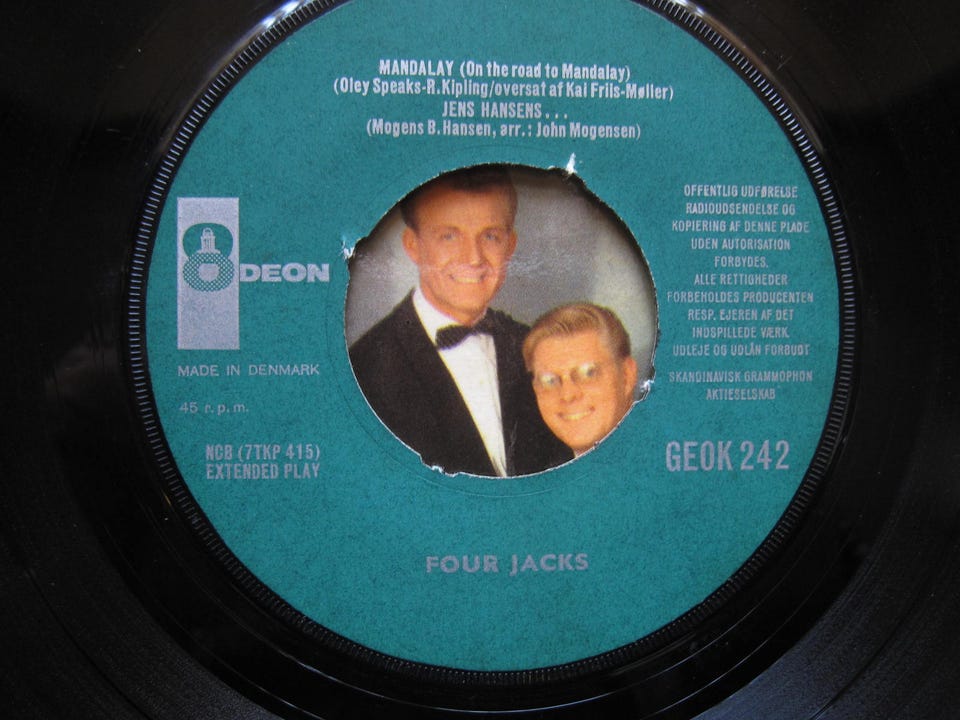 MANDALAY (On the road to Mandalay)
(Oley Speaks-R.Kipling/oversat af Kai Friis-Møller)
JENS HANSENS...
(Mogens B. Hansen, arr.: John Mogensen)
ODEON
MADE IN DENMARK
45 r.p.m.
NCB (7TKP 415)
EXTENDED PLAY
OFFENTLIG UDFØRELSE
RADIOUDSENDELSE OG
KOPIERING AF DENNE PLADE
UDEN AUTORISATION
FORBYDES.
ALLE RETTIGHEDER
FORBEHOLDES PRODUCENTEN
RESP. EJEREN AF DET
INDSPILLEDE VÆRK
UDLEJE OG UDLÅN FORBUDT
SKANDINAVISK GRAMMOPHON
AKTIESELSKAB
GEOK 242
FOUR JACKS